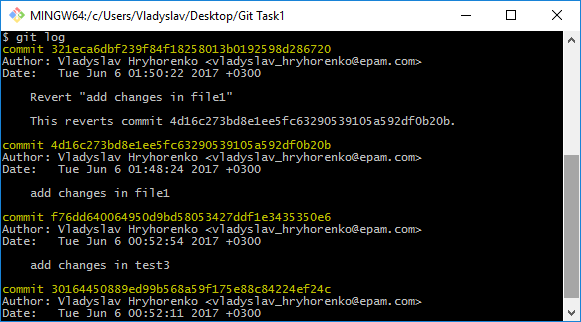 MINGW64:/c/Users/Vladyslav/Desktop/Git Task1
$ git log
commit 321eca6dbf239f84f18258013b0192598d286720
Author: Vladyslav Hryhorenko <vladyslav_hryhorenko@epam.com>
Date:   Tue Jun 6 01:50:22 2017 +0300
    Revert "add changes in file1"
    This reverts commit 4d16c273bd8e1ee5fc63290539105a592df0b20b.
commit 4d16c273bd8e1ee5fc63290539105a592df0b20b
Author: Vladyslav Hryhorenko <vladyslav_hryhorenko@epam.com>
Date:   Tue Jun 6 01:48:24 2017 +0300
    add changes in file1
commit f76dd640064950d9bd58053427ddf1e3435350e6
Author: Vladyslav Hryhorenko <vladyslav_hryhorenko@epam.com>
Date:   Tue Jun 6 00:52:54 2017 +0300
    add changes in test3
commit 30164450889ed99b568a59f175e88c84224ef24c
Author: Vladyslav Hryhorenko <vladyslav_hryhorenko@epam.com>
Date:   Tue Jun 6 00:52:11 2017 +0300